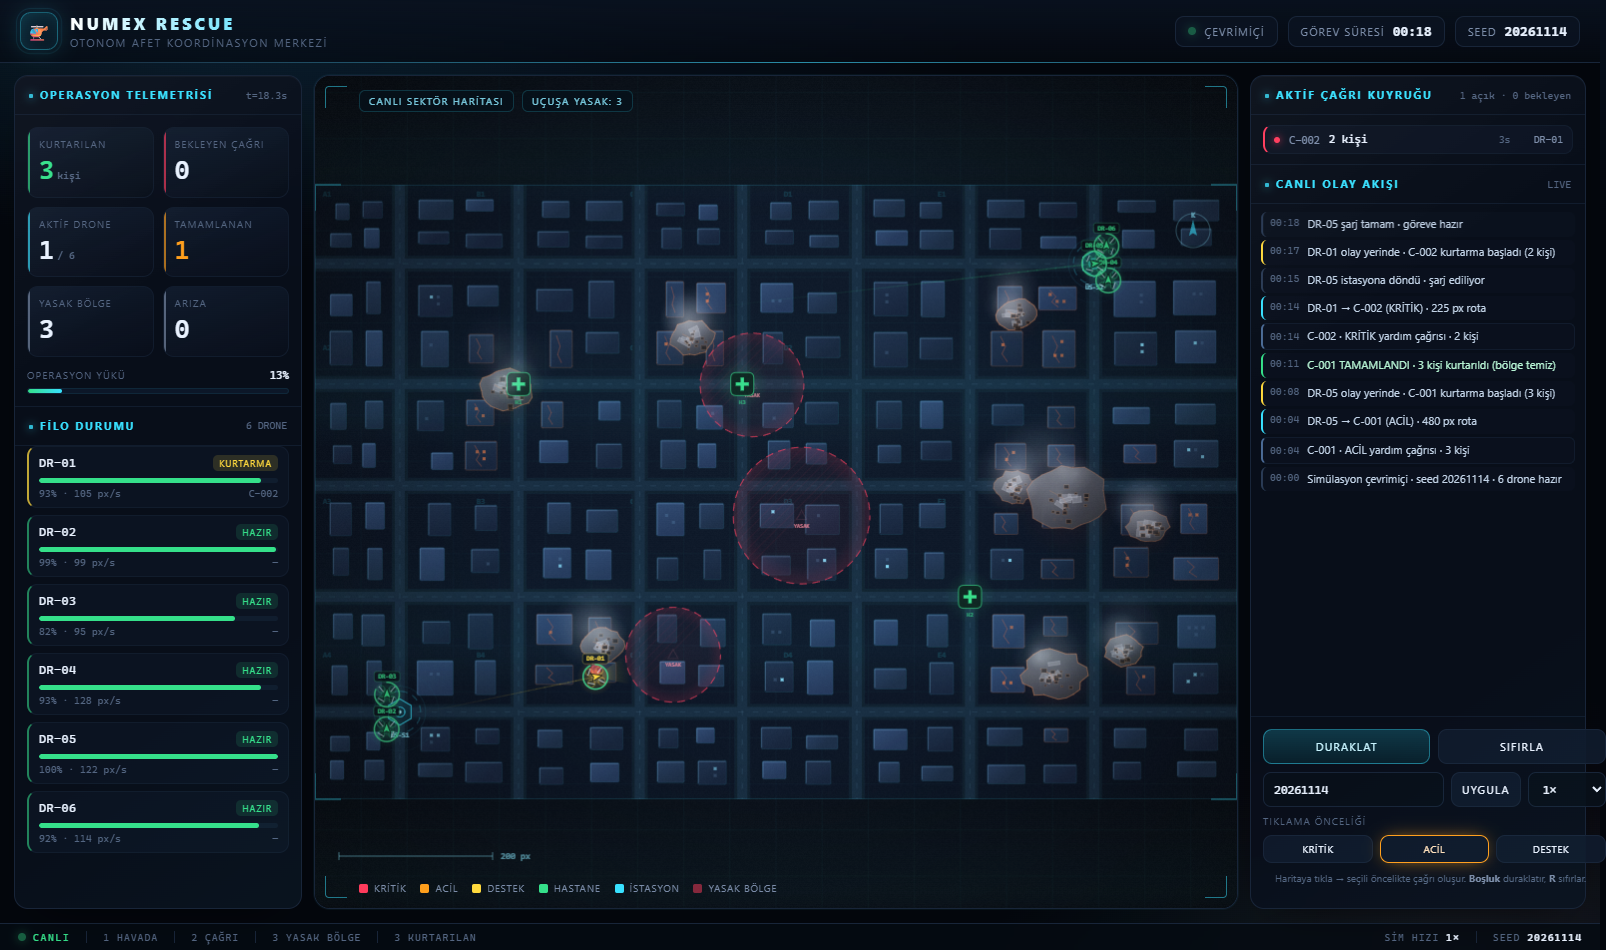 NUMEX RESCUE
OTONOM AFET KOORDİNASYON MERKEZİ
ÇEVRİMİÇİ
GÖREV SÜRESİ 00:18
SEED 20261114
OPERASYON TELEMETRİSİ t=18.3s
KURTARILAN
3 kişi
BEKLEYEN ÇAĞRI
0
AKTİF DRONE
1 / 6
TAMAMLANAN
1
YASAK BÖLGE
3
ARIZA
0
OPERASYON YÜKÜ 13%
FİLO DURUMU 6 DRONE
DR-01 KURTARMA
93% · 105 px/s C-002
DR-02 HAZIR
99% · 99 px/s —
DR-03 HAZIR
82% · 95 px/s —
DR-04 HAZIR
93% · 128 px/s —
DR-05 HAZIR
100% · 122 px/s —
DR-06 HAZIR
92% · 114 px/s —
CANLI SEKTÖR HARİTASI
UÇUŞA YASAK: 3
K
DR-06
YASAK
YASAK
DR-01
200 px
KRİTİK
ACİL
DESTEK
HASTANE
İSTASYON
YASAK BÖLGE
AKTİF ÇAĞRI KUYRUĞU 1 açık · 0 bekleyen
C-002 2 kişi 3s DR-01
CANLI OLAY AKIŞI LIVE
00:18 DR-05 şarj tamam · göreve hazır
00:17 DR-01 olay yerinde · C-002 kurtarma başladı (2 kişi)
00:15 DR-05 istasyona döndü · şarj ediliyor
00:14 DR-01 → C-002 (KRİTİK) · 225 px rota
00:14 C-002 · KRİTİK yardım çağrısı · 2 kişi
00:11 C-001 TAMAMLANDI · 3 kişi kurtarıldı (bölge temiz)
00:08 DR-05 olay yerinde · C-001 kurtarma başladı (3 kişi)
00:04 DR-05 → C-001 (ACİL) · 480 px rota
00:04 C-001 · ACİL yardım çağrısı · 3 kişi
00:00 Simülasyon çevrimiçi · seed 20261114 · 6 drone hazır
DURAKLAT
SIFIRLA
20261114
UYGULA
1×
TIKLAMA ÖNCELİĞİ
KRİTİK
ACİL
DESTEK
Haritaya tıkla → seçili öncelikte çağrı oluşur. Boşluk duraklatır, R sıfırlar.
CANLI
1 HAVADA
2 ÇAĞRI
3 YASAK BÖLGE
3 KURTARILAN
SİM HIZI 1×
SEED 20261114